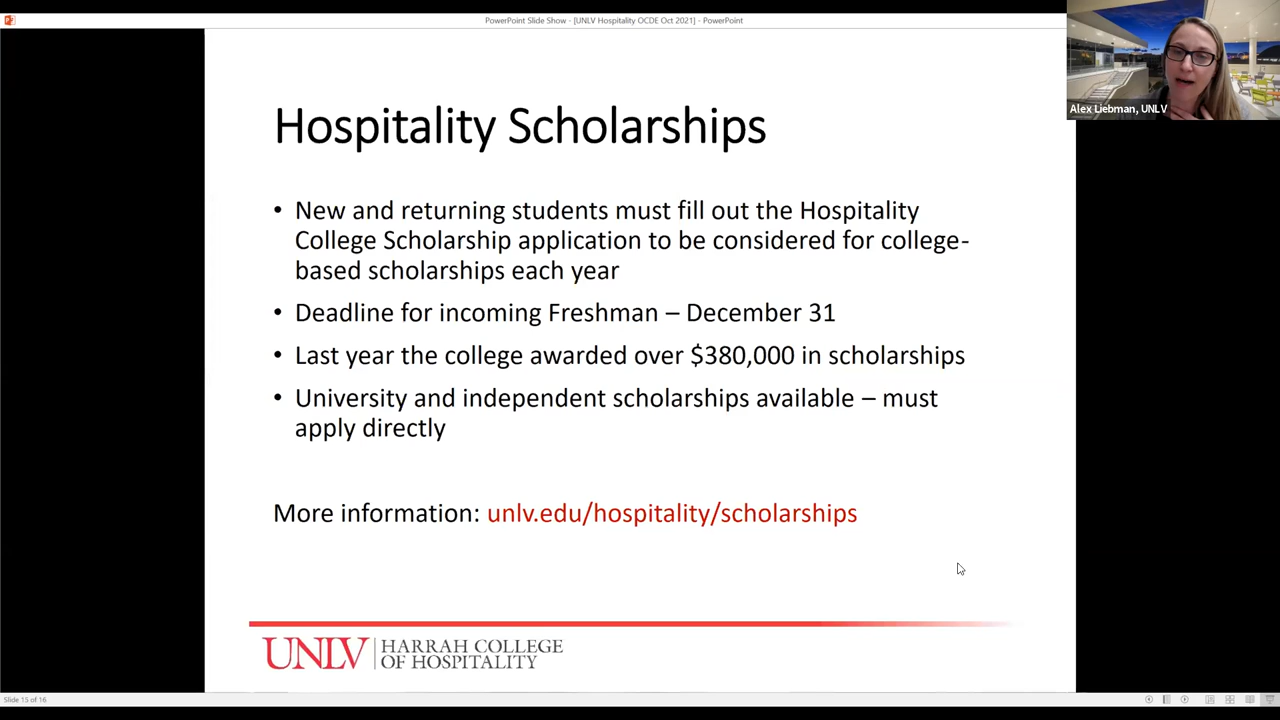 PowerPoint Slide Show - [UNLV Hospitality OCDE Oct 2021] - PowerPoint
Alex Liebman, UNLV
Hospitality Scholarships
• New and returning students must fill out the Hospitality
College Scholarship application to be considered for college-
based scholarships each year
• Deadline for incoming Freshman – December 31
• Last year the college awarded over $380,000 in scholarships
• University and independent scholarships available – must
apply directly
More information: unlv.edu/hospitality/scholarships
UNLV
HARRAH COLLEGE
OF HOSPITALITY
Slide 15 of 16